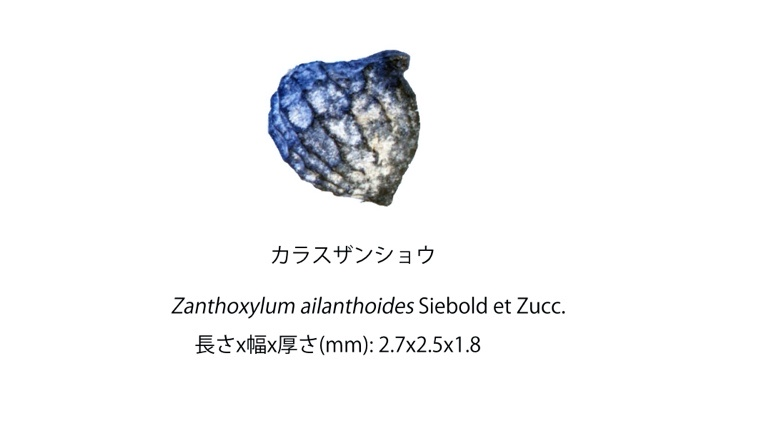 カラスザンショウ
Zanthoxylum ailanthoides Siebold et Zucc.
長さx幅x厚さ(mm): 2.7x2.5x1.8